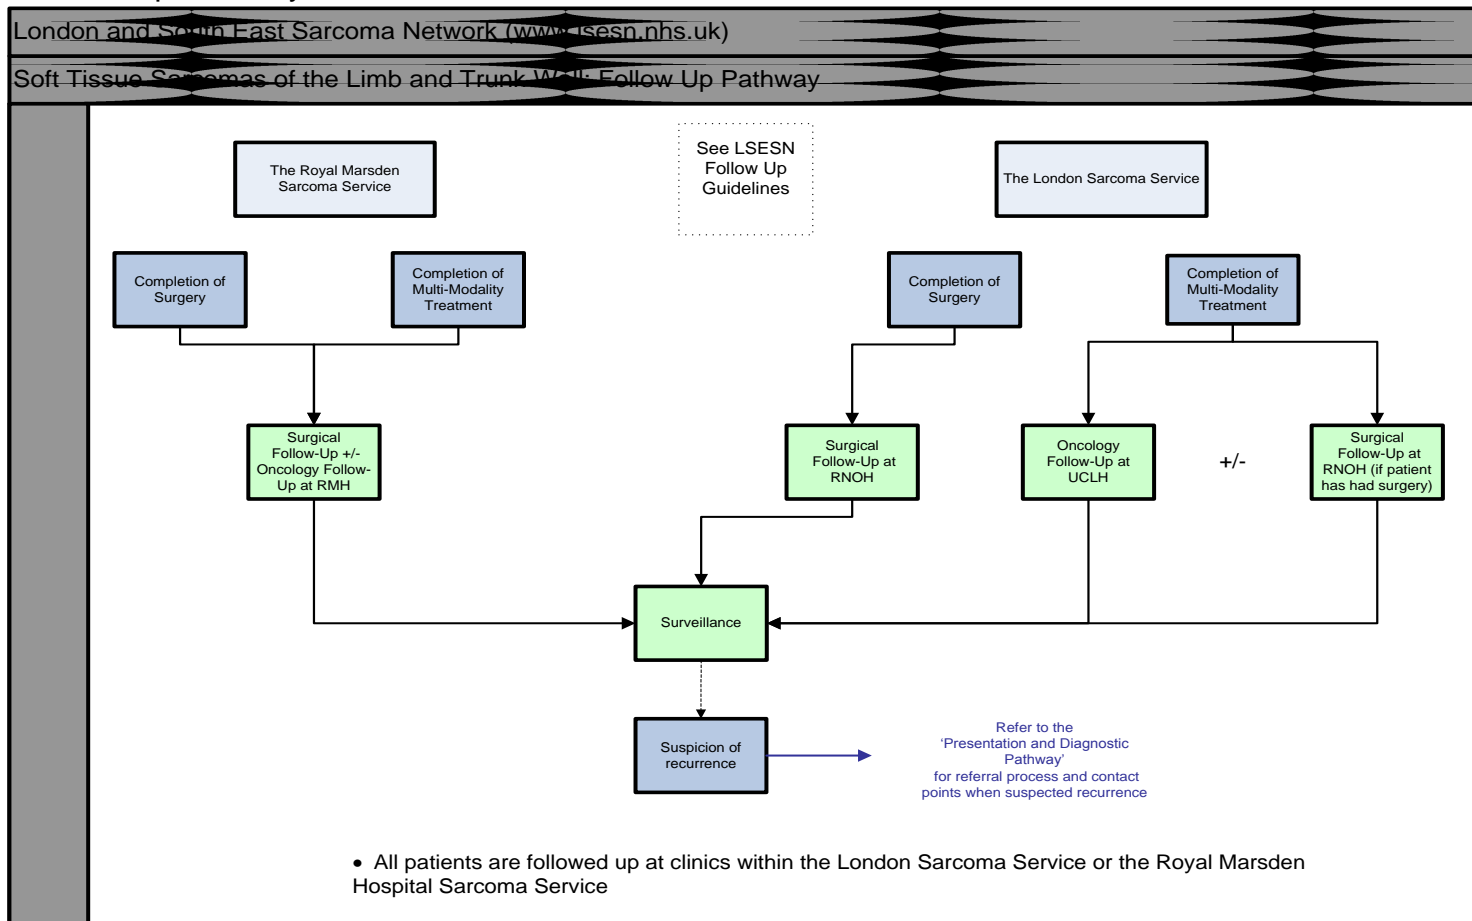 London and South East Sarcoma Network (www.lsesn.nhs.uk)
Soft Tissue Sarcomas of the Limb and Trunk Wall: Follow Up Pathway
The Royal Marsden
Sarcoma Service
See LSESN
Follow Up
Guidelines
The London Sarcoma Service
Completion of
Surgery
Completion of
Multi-Modality
Treatment
Completion of
Surgery
Completion of
Multi-Modality
Treatment
Surgical
Follow-Up +/-
Oncology Follow-
Up at RMH
Surgical
Follow-Up at
RNOH
Oncology
Follow-Up at
UCLH
+/-
Surgical
Follow-Up at
RNOH (if patient
has had surgery)
Surveillance
Suspicion of
recurrence
Refer to the
‘Presentation and Diagnostic
Pathway’
for referral process and contact
points when suspected recurrence
• All patients are followed up at clinics within the London Sarcoma Service or the Royal Marsden
Hospital Sarcoma Service